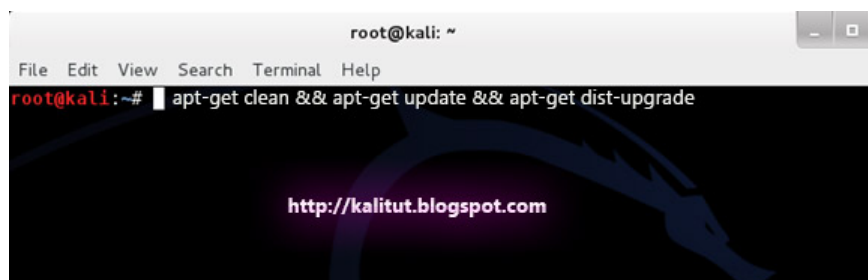 root@kali: ~
File Edit View Search Terminal Help
root@kali:~# apt-get clean && apt-get update && apt-get dist-upgrade
http://kalitut.blogspot.com